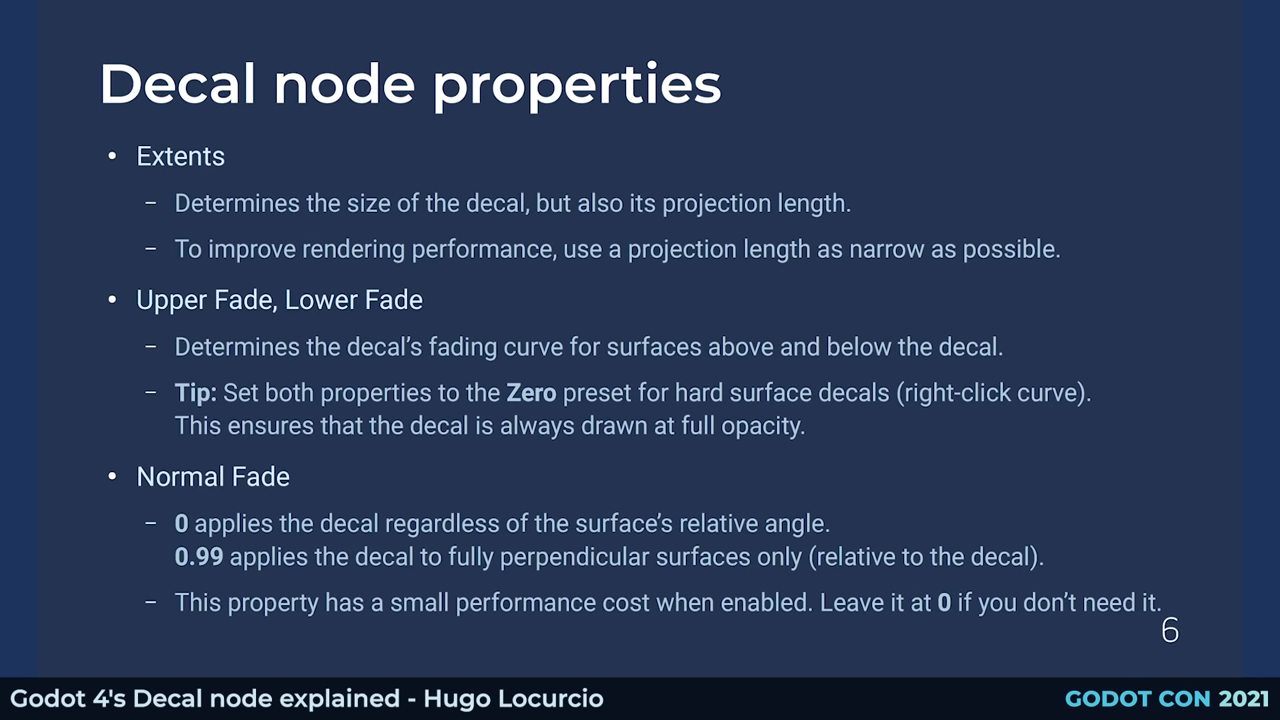 Decal node properties
• Extents
– Determines the size of the decal, but also its projection length.
– To improve rendering performance, use a projection length as narrow as possible.
• Upper Fade, Lower Fade
– Determines the decal’s fading curve for surfaces above and below the decal.
– Tip: Set both properties to the Zero preset for hard surface decals (right-click curve).
This ensures that the decal is always drawn at full opacity.
• Normal Fade
– 0 applies the decal regardless of the surface’s relative angle.
0.99 applies the decal to fully perpendicular surfaces only (relative to the decal).
– This property has a small performance cost when enabled. Leave it at 0 if you don’t need it.
6
Godot 4's Decal node explained - Hugo Locurcio
GODOT CON 2021